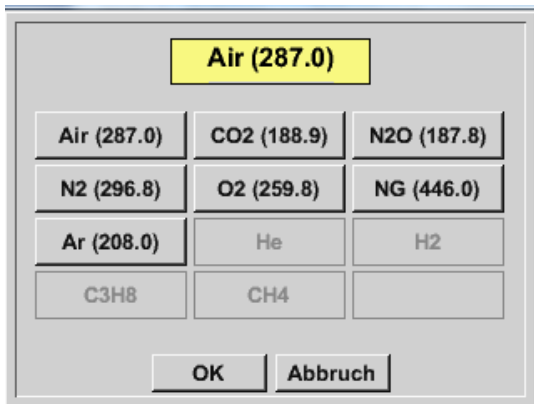 Air (287.0)
Air (287.0) CO2 (188.9) N2O (187.8)
N2 (296.8) O2 (259.8) NG (446.0)
Ar (208.0) He H2
C3H8 CH4
OK Abbruch